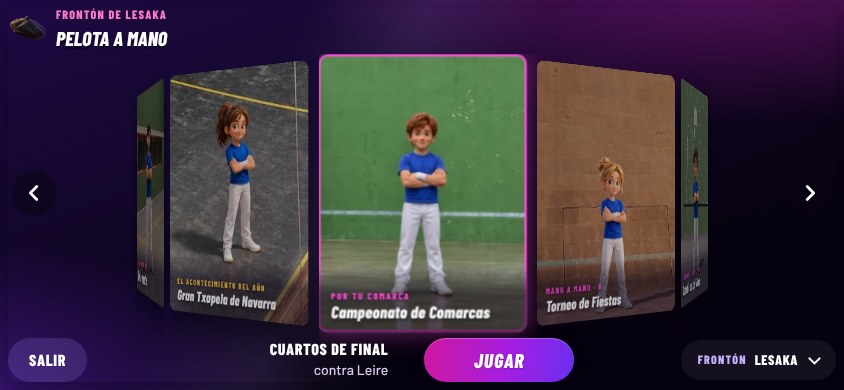 FRONTÓN DE LESAKA
PELOTA A MANO
EL ACONTECIMIENTO DEL AÑO
Gran Txapela de Navarra
POR TU COMARCA
Campeonato de Comarcas
MANO A MANO · B
Torneo de Fiestas
SALIR
CUARTOS DE FINAL
contra Leire
JUGAR
FRONTÓN LESAKA